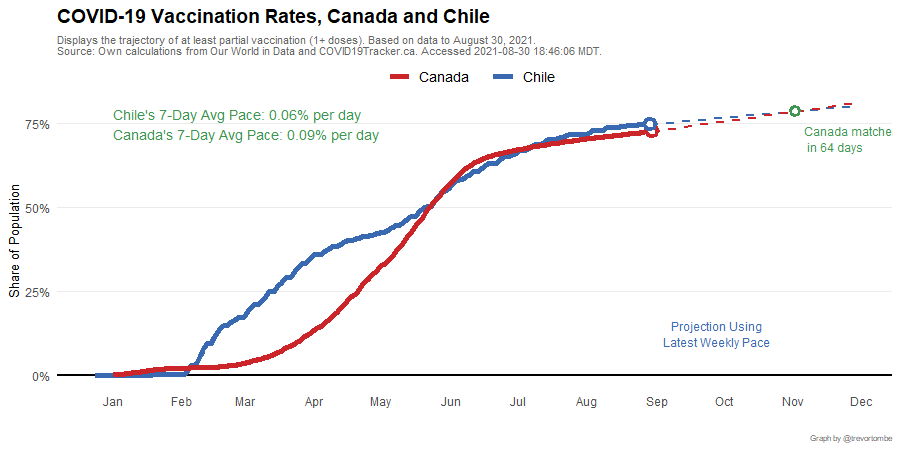 COVID-19 Vaccination Rates, Canada and Chile
Displays the trajectory of at least partial vaccination (1+ doses). Based on data to August 30, 2021.
Source: Own calculations from Our World in Data and COVID19Tracker.ca. Accessed 2021-08-30 18:46:06 MDT.
Canada Chile
Chile's 7-Day Avg Pace: 0.06% per day
Canada's 7-Day Avg Pace: 0.09% per day
Canada matche
in 64 days
Projection Using
Latest Weekly Pace
Share of Population
75%
50%
25%
0%
Jan Feb Mar Apr May Jun Jul Aug Sep Oct Nov Dec
Graph by @trevortombe